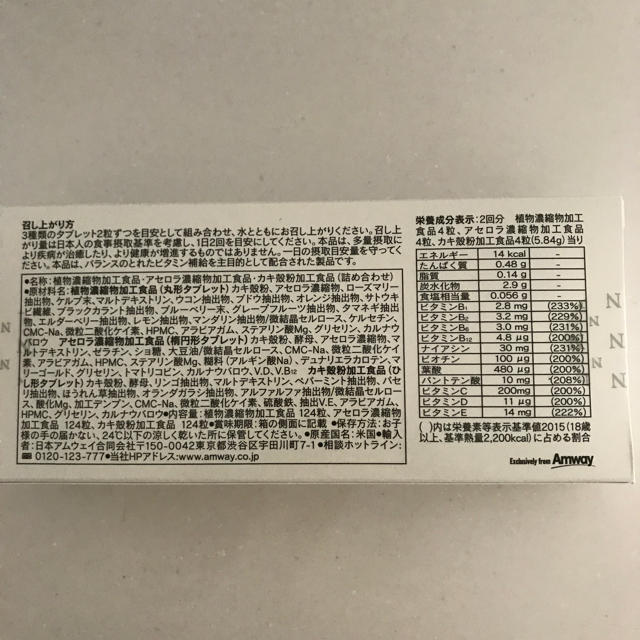 召し上がり方
3種類のタブレット2粒ずつを目安として組み合わせ、水とともにお召し上がりください。召し上
がり量は日本人の食事摂取基準を考慮し、1日2回を目安にしてください。本品は、多量摂取に
より疾病が治癒したり、より健康が増進するものではありません。一日の摂取目安量を守ってく
ださい。本品は、バランスのとれたビタミン補給を主目的として配合された製品です。
●名称:植物濃縮物加工食品・アセロラ濃縮物加工食品・カキ殻粉加工食品(詰め合わせ)
●原材料名:植物濃縮物加工食品(丸形タブレット)カキ殻粉、アセロラ濃縮物、ローズマリー
抽出物、ケルプ末、マルトデキストリン、ウコン抽出物、ブドウ抽出物、オレンジ抽出物、サトウキ
ビ繊維、ブラックカラント抽出物、ブルーベリー末、グレープフルーツ抽出物、タマネギ抽出
物、エルダーベリー抽出物、レモン抽出物、マンダリン抽出物/微結晶セルロース、ケルセチン、
CMC-Na、微粒二酸化ケイ素、HPMC、アラビアガム、ステアリン酸Mg、グリセリン、カルナウ
バロウ アセロラ濃縮物加工食品(楕円形タブレット)カキ殻粉、酵母、アセロラ濃縮物、マ
ルトデキストリン、ゼラチン、ショ糖、大豆油/微結晶セルロース、CMC-Na、微粒二酸化ケイ
素、アラビアガム、HPMC、ステアリン酸Mg、糊料(アルギン酸Na)、デュナリエラカロテン、マ
リーゴールド、グリセリン、トマトリコピン、カルナウバロウ、V.D、V.B12 カキ殻粉加工食品(ひ
し形タブレット)カキ殻粉、酵母、リンゴ抽出物、マルトデキストリン、ペパーミント抽出物、パセ
リ抽出物、ほうれん草抽出物、オランダガラシ抽出物、アルファルファ抽出物/微結晶セルロー
ス、酸化Mg、加工デンプン、CMC-Na、微粒二酸化ケイ素、硫酸鉄、抽出V.E、アラビアガム、
HPMC、グリセリン、カルナウバロウ●内容量:植物濃縮物加工食品 124粒、アセロラ濃縮物
加工食品 124粒、カキ殻粉加工食品 124粒●賞味期限:箱の側面に記載 ●保存方法:お子
様の手の届かない、24℃以下の涼しく乾いた所に保管してください。●原産国名:米国●輸入
者:日本アムウェイ合同会社〒150-0042東京都渋谷区宇田川町7-1●相談ホットライン:
0120-123-777●当社HPアドレス:www.amway.co.jp
栄養成分表示:2回分 植物濃縮物加工
食品4粒、アセロラ濃縮物加工食品
4粒、カキ殻粉加工食品4粒(5.84g)当り
エネルギー 14 kcal -
たんぱく質 0.48 g -
脂質 0.14 g -
炭水化物 2.9 g -
食塩相当量 0.056 g -
ビタミンB1 2.8 mg (233%)
ビタミンB2 3.2 mg (229%)
ビタミンB6 3.0 mg (231%)
ビタミンB12 4.8 μg (200%)
ナイアシン 30 mg (231%)
ビオチン 100 μg (200%)
葉酸 480 μg (200%)
パントテン酸 10 mg (208%)
ビタミンC 200mg (200%)
ビタミンD 11 μg (200%)
ビタミンE 14 mg (222%)
( )内は栄養素等表示基準値2015(18歳
以上、基準熱量2,200kcal)に占める割合
Exclusively from Amway
N
N
N
N
N